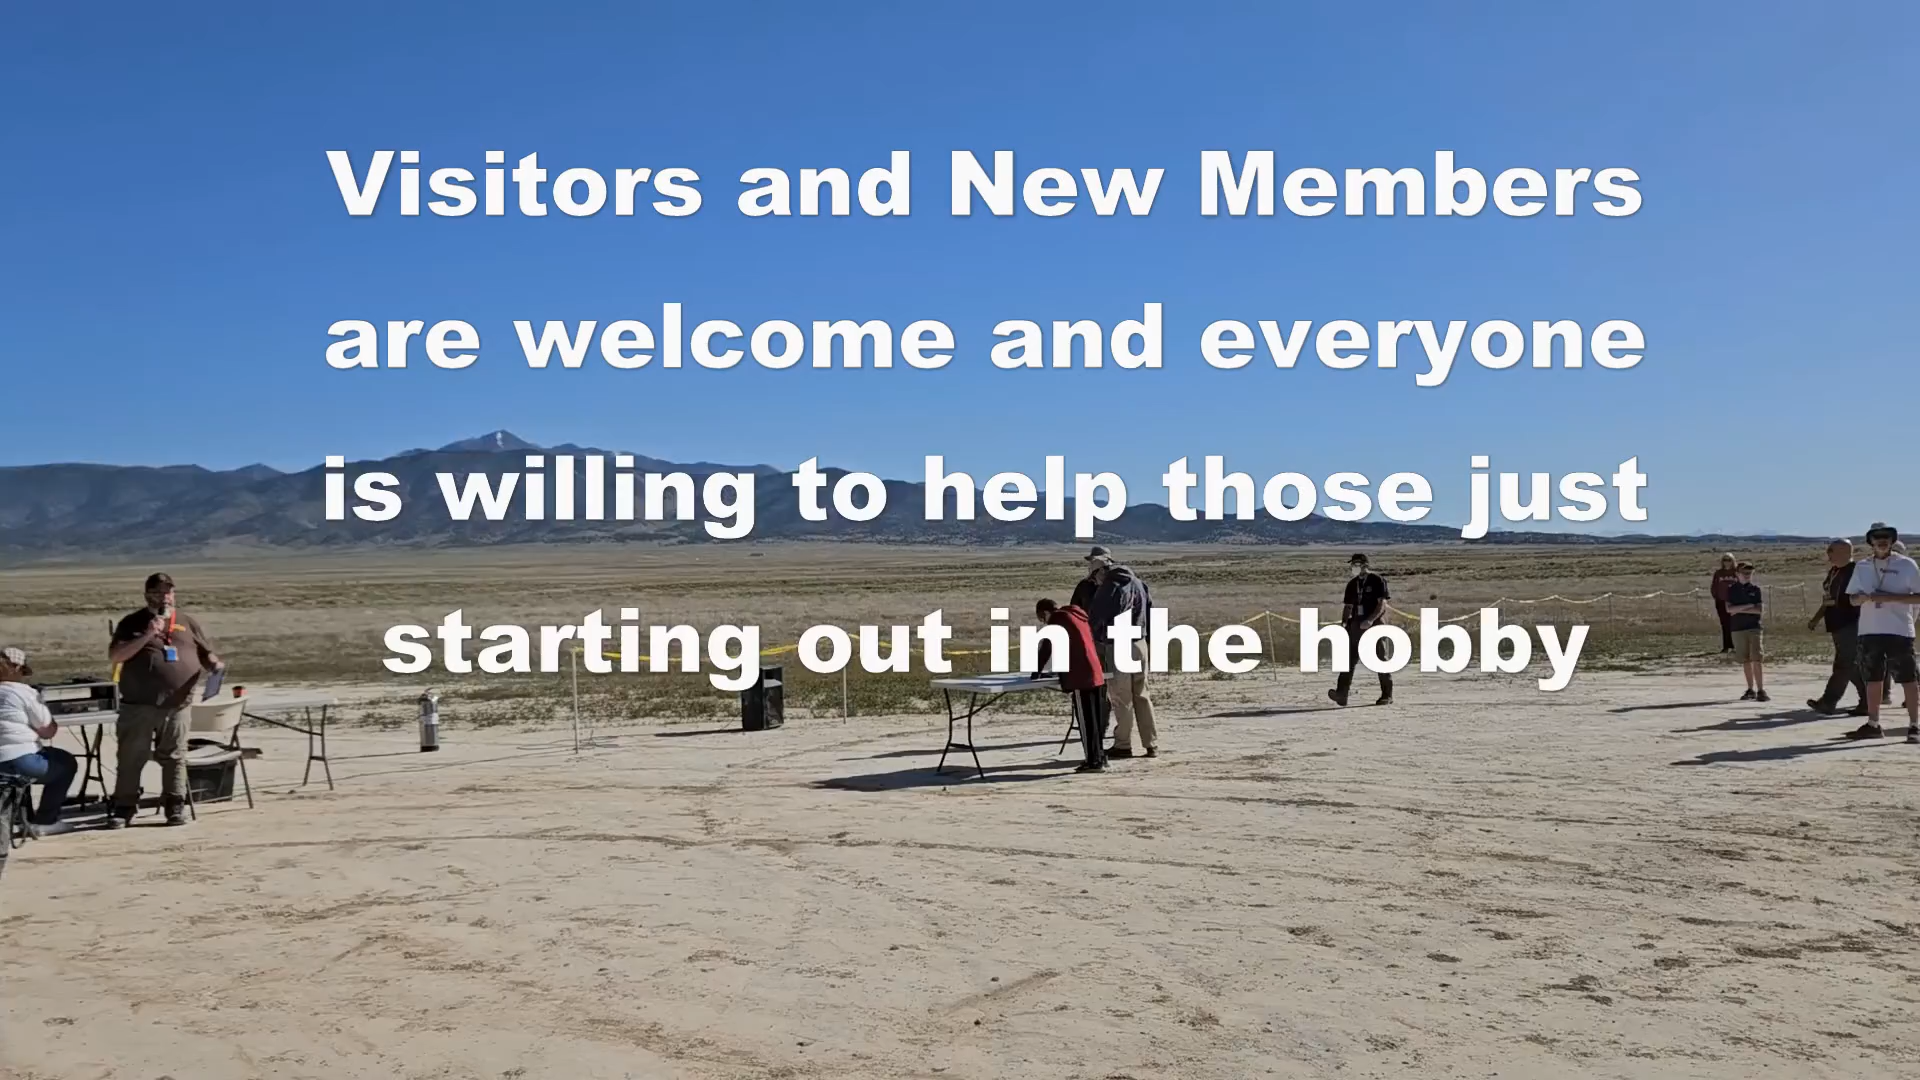 Visitors and New Members
are welcome and everyone
is willing to help those just
starting out in the hobby